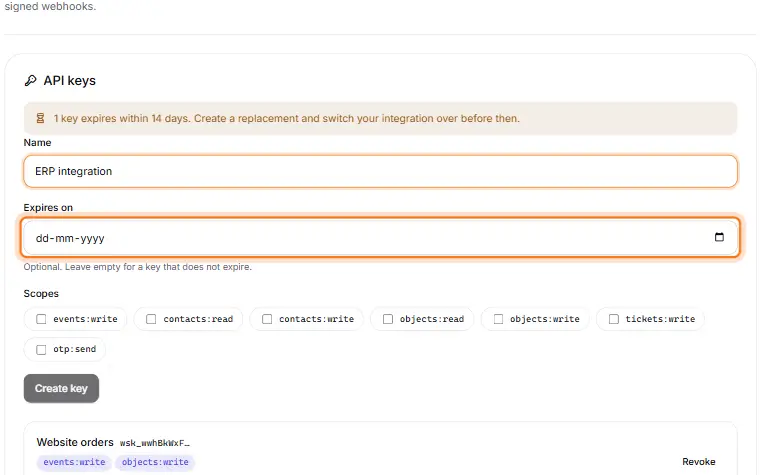 signed webhooks.
API keys
1 key expires within 14 days. Create a replacement and switch your integration over before then.
Name
ERP integration
Expires on
dd-mm-yyyy
Optional. Leave empty for a key that does not expire.
Scopes
events:write contacts:read contacts:write objects:read objects:write tickets:write
otp:send
Create key
Website orders wsk_wwhBkWxF…
events:write objects:write Revoke